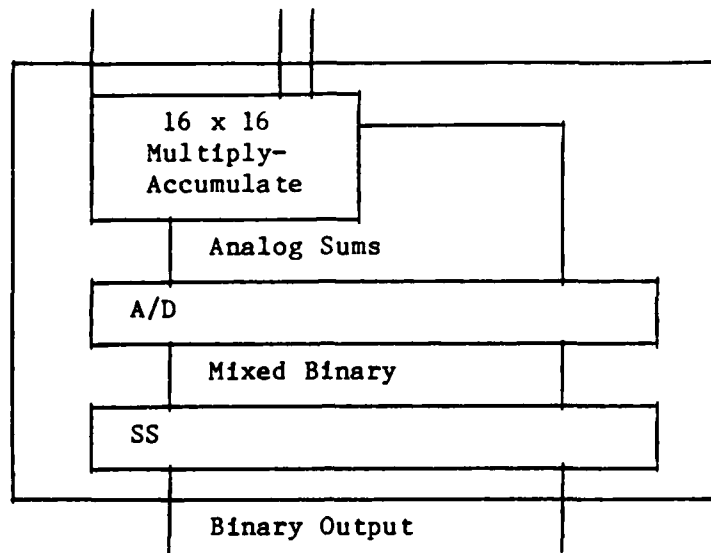 16 x 16
Multiply-
Accumulate
Analog Sums
A/D
Mixed Binary
SS
Binary Output